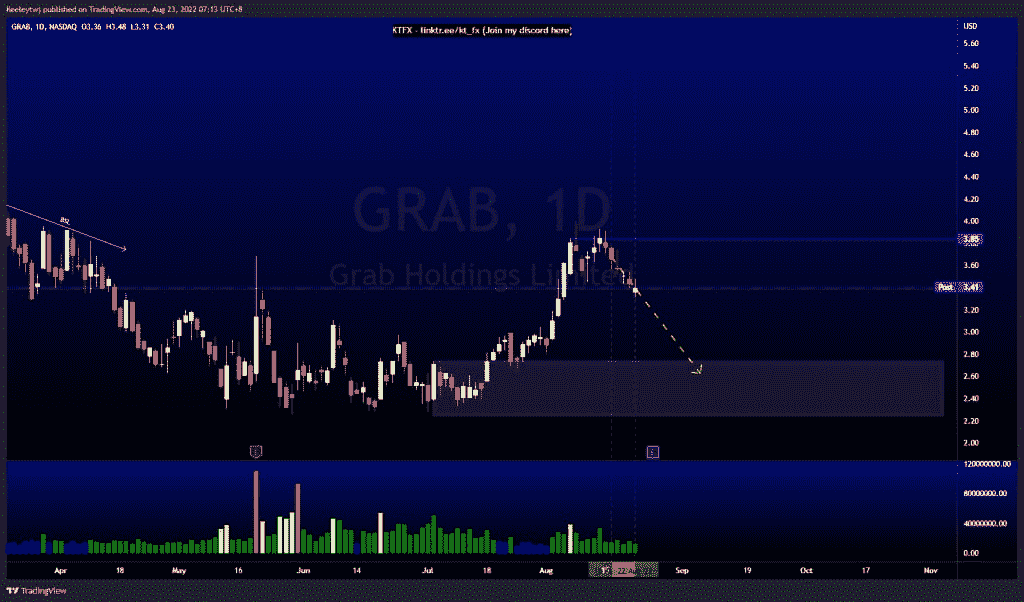 Keeleytwj published on TradingView.com, Aug 23, 2022 07:13 UTC+8
GRAB, 1D, NASDAQ O3.36 H3.48 L3.31 C3.40
KTFX - linktr.ee/kt_fx (Join my discord here)
USD
5.60
5.40
5.20
5.00
4.80
4.60
4.40
4.20
4.00
3.85
3.60
Post 3.41
3.20
3.00
2.80
2.60
2.40
2.20
2.00
GRAB, 1D
Grab Holdings Limited
120000000.00
80000000.00
40000000.00
0.00
Apr 18 May 16 Jun 14 Jul 18 Aug 15 Sep 19 Oct 17 Nov
TradingView